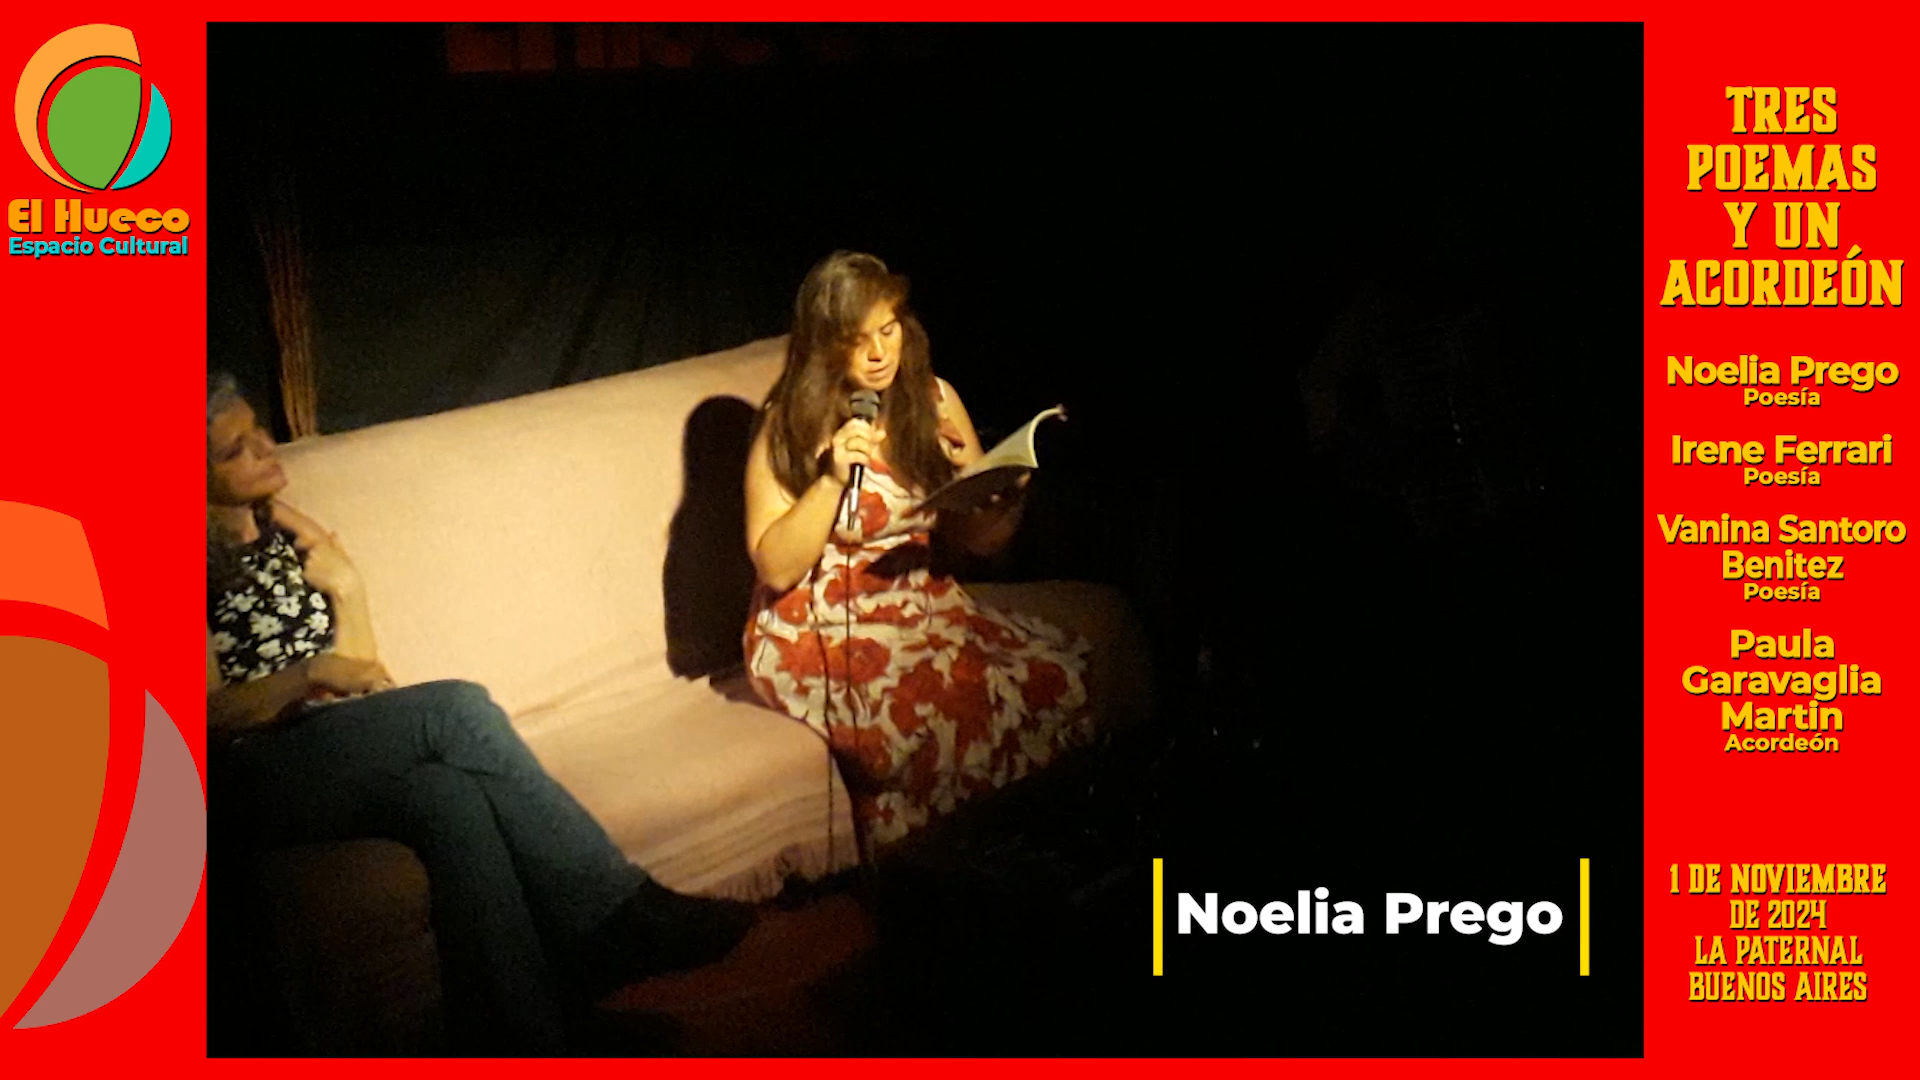 El Hueco
Espacio Cultural
TRES
POEMAS
Y UN
ACORDEÓN
Noelia Prego
Poesía
Irene Ferrari
Poesía
Vanina Santoro
Benitez
Poesía
Paula
Garavaglia
Martin
Acordeón
1 DE NOVIEMBRE
DE 2024
LA PATERNAL
BUENOS AIRES
Noelia Prego